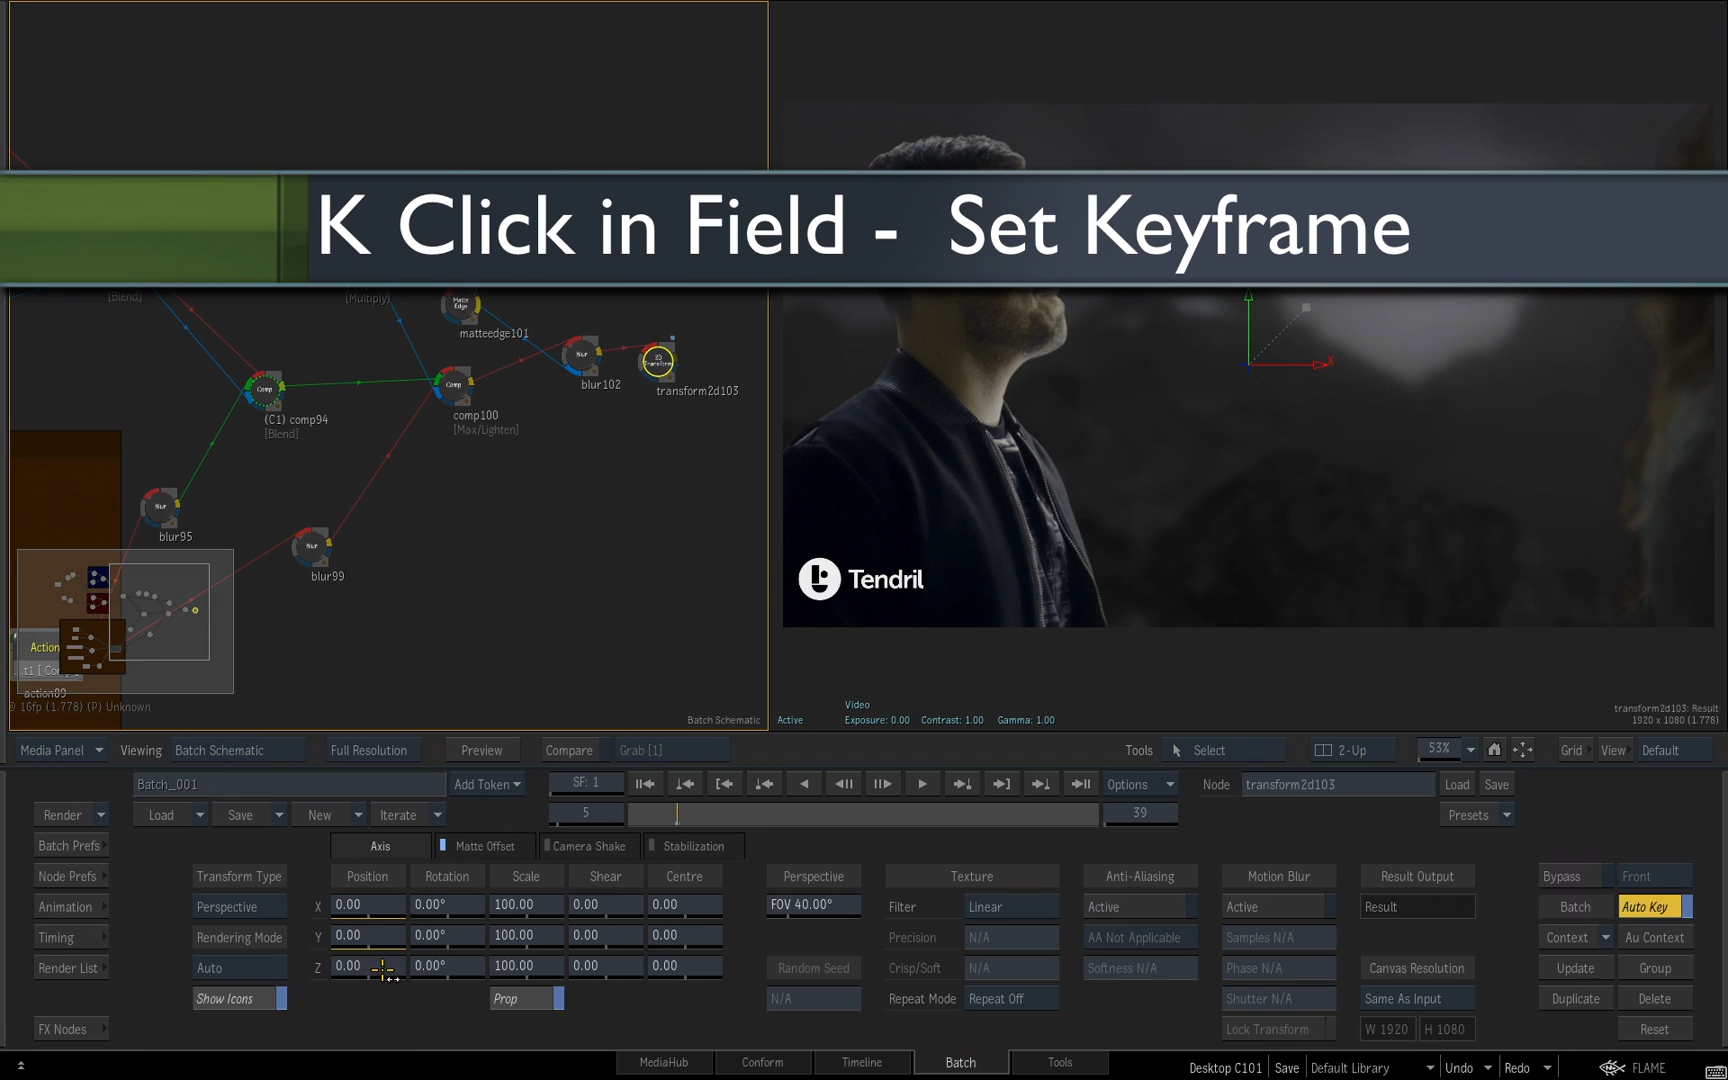 K Click in Field - Set Keyframe
[Blend]
[Multiply]
Matte Edge
matteedge101
Blur
blur102
2D Transform
transform2d103
Comp
(C1) comp94
[Blend]
Comp
comp100
[Max/Lighten]
Blur
blur95
Blur
blur99
Action
action89
@ 16fp (1.778) (P) Unknown
Batch Schematic
Tendril
Video
Active
Exposure: 0.00 Contrast: 1.00 Gamma: 1.00
transform2d103: Result
1920 x 1080 (1.778)
Media Panel Viewing Batch Schematic Full Resolution Preview Compare Grab [1] Tools Select 2-Up 53% Grid View Default
Batch_001 Add Token SF: 1 Options Node transform2d103 Load Save
Render Load Save New Iterate 5 39 Presets
Batch Prefs Axis Matte Offset Camera Shake Stabilization
Node Prefs Transform Type Position Rotation Scale Shear Centre Perspective Texture Anti-Aliasing Motion Blur Result Output Bypass Front
Animation Perspective X 0.00 0.00° 100.00 0.00 0.00 FOV 40.00° Filter Linear Active Active Result Batch Auto Key
Timing Rendering Mode Y 0.00 0.00° 100.00 0.00 0.00 Precision N/A AA Not Applicable Samples N/A Context Au Context
Render List Auto Z 0.00 0.00° 100.00 0.00 0.00 Random Seed Crisp/Soft N/A Softness N/A Phase N/A Canvas Resolution Update Group
Show Icons Prop N/A Repeat Mode Repeat Off Shutter N/A Same As Input Duplicate Delete
FX Nodes Lock Transform W 1920 H 1080 Reset
MediaHub Conform Timeline Batch Tools Desktop C101 Save Default Library Undo Redo FLAME